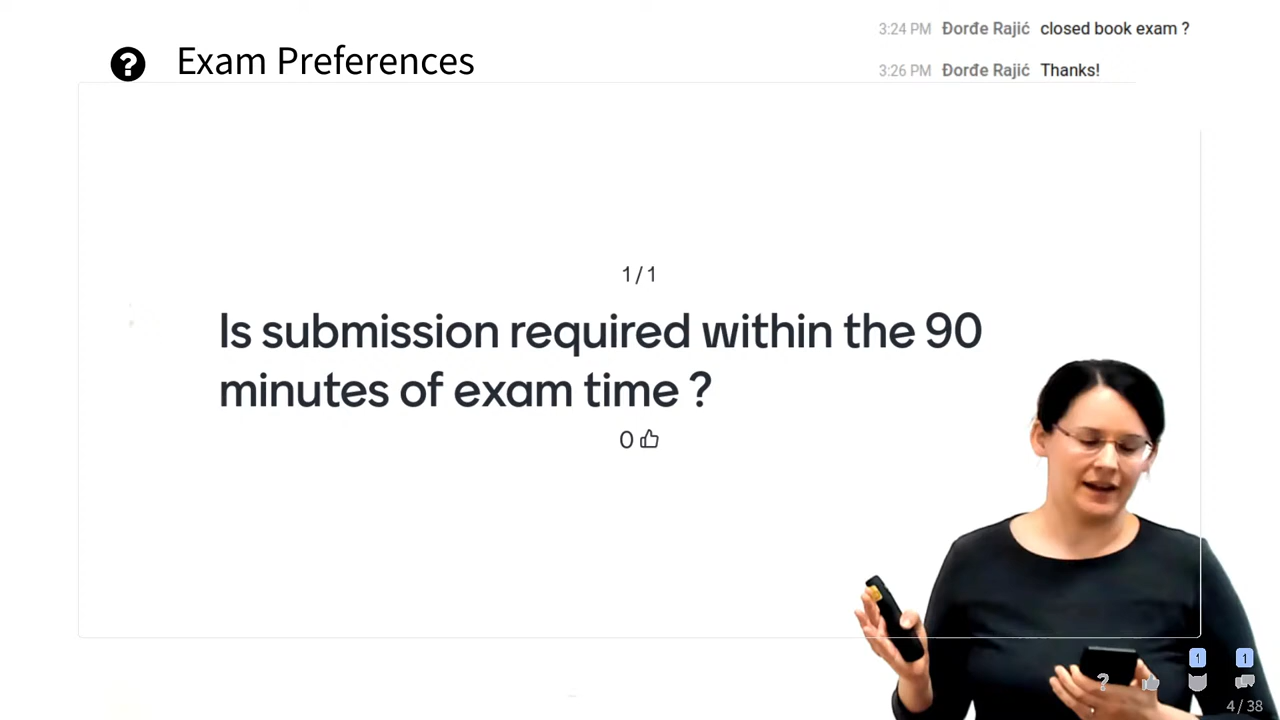 Exam Preferences
3:24 PM Đorđe Rajić closed book exam ?
3:26 PM Đorđe Rajić Thanks!
1/1
Is submission required within the 90
minutes of exam time ?
0
?
1
1
4 / 38